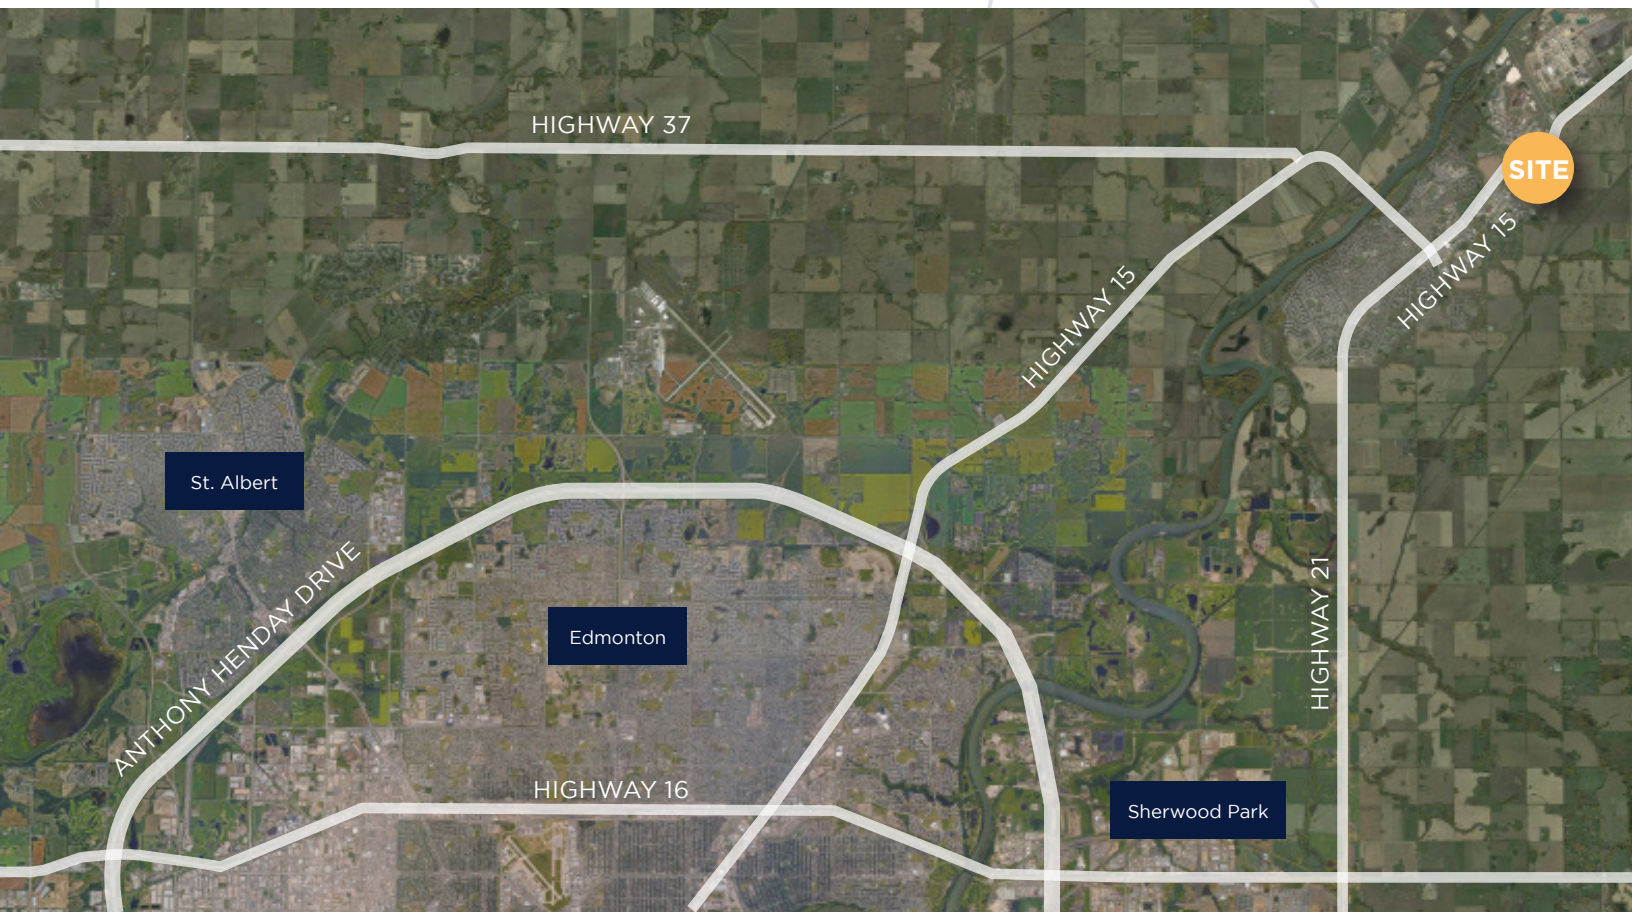 HIGHWAY 37
SITE
HIGHWAY 15
HIGHWAY 15
St. Albert
ANTHONY HENDAY DRIVE
Edmonton
HIGHWAY 21
HIGHWAY 16
Sherwood Park